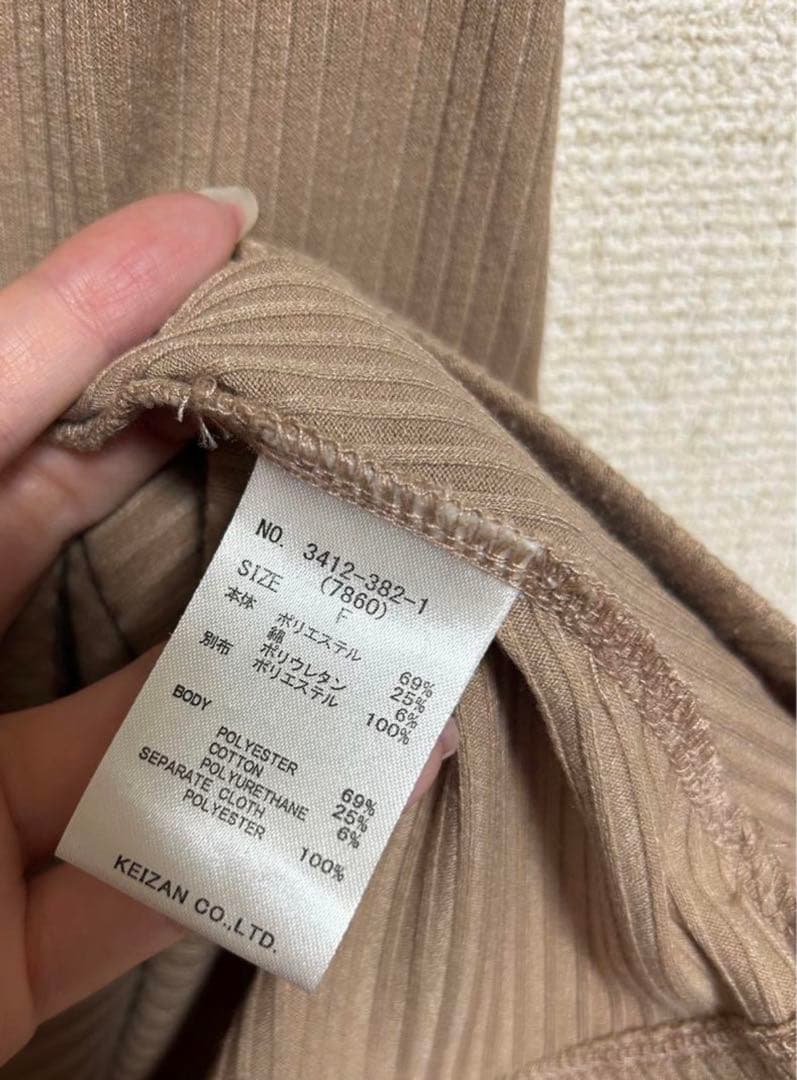 NO. 3412-382-1
(7860)
SIZE F
本体 ポリエステル 69%
綿 25%
ポリウレタン 6%
別布 ポリエステル 100%
BODY
POLYESTER 69%
COTTON 25%
POLYURETHANE 6%
SEPARATE CLOTH
POLYESTER 100%
KEIZAN CO.,LTD.